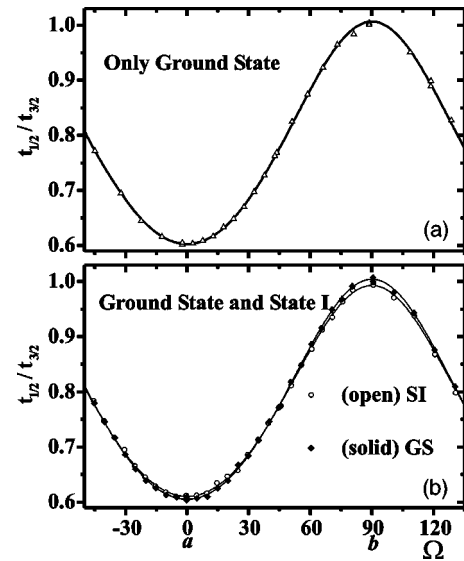 1.0
Only Ground State
0.9
t1/2 / t3/2
0.8
0.7
0.6
(a)
1.0
Ground State and State I
0.9
t1/2 / t3/2
0.8
(open) SI
0.7
(solid) GS
0.6
(b)
-30 0 30 60 90 120 Ω
a b